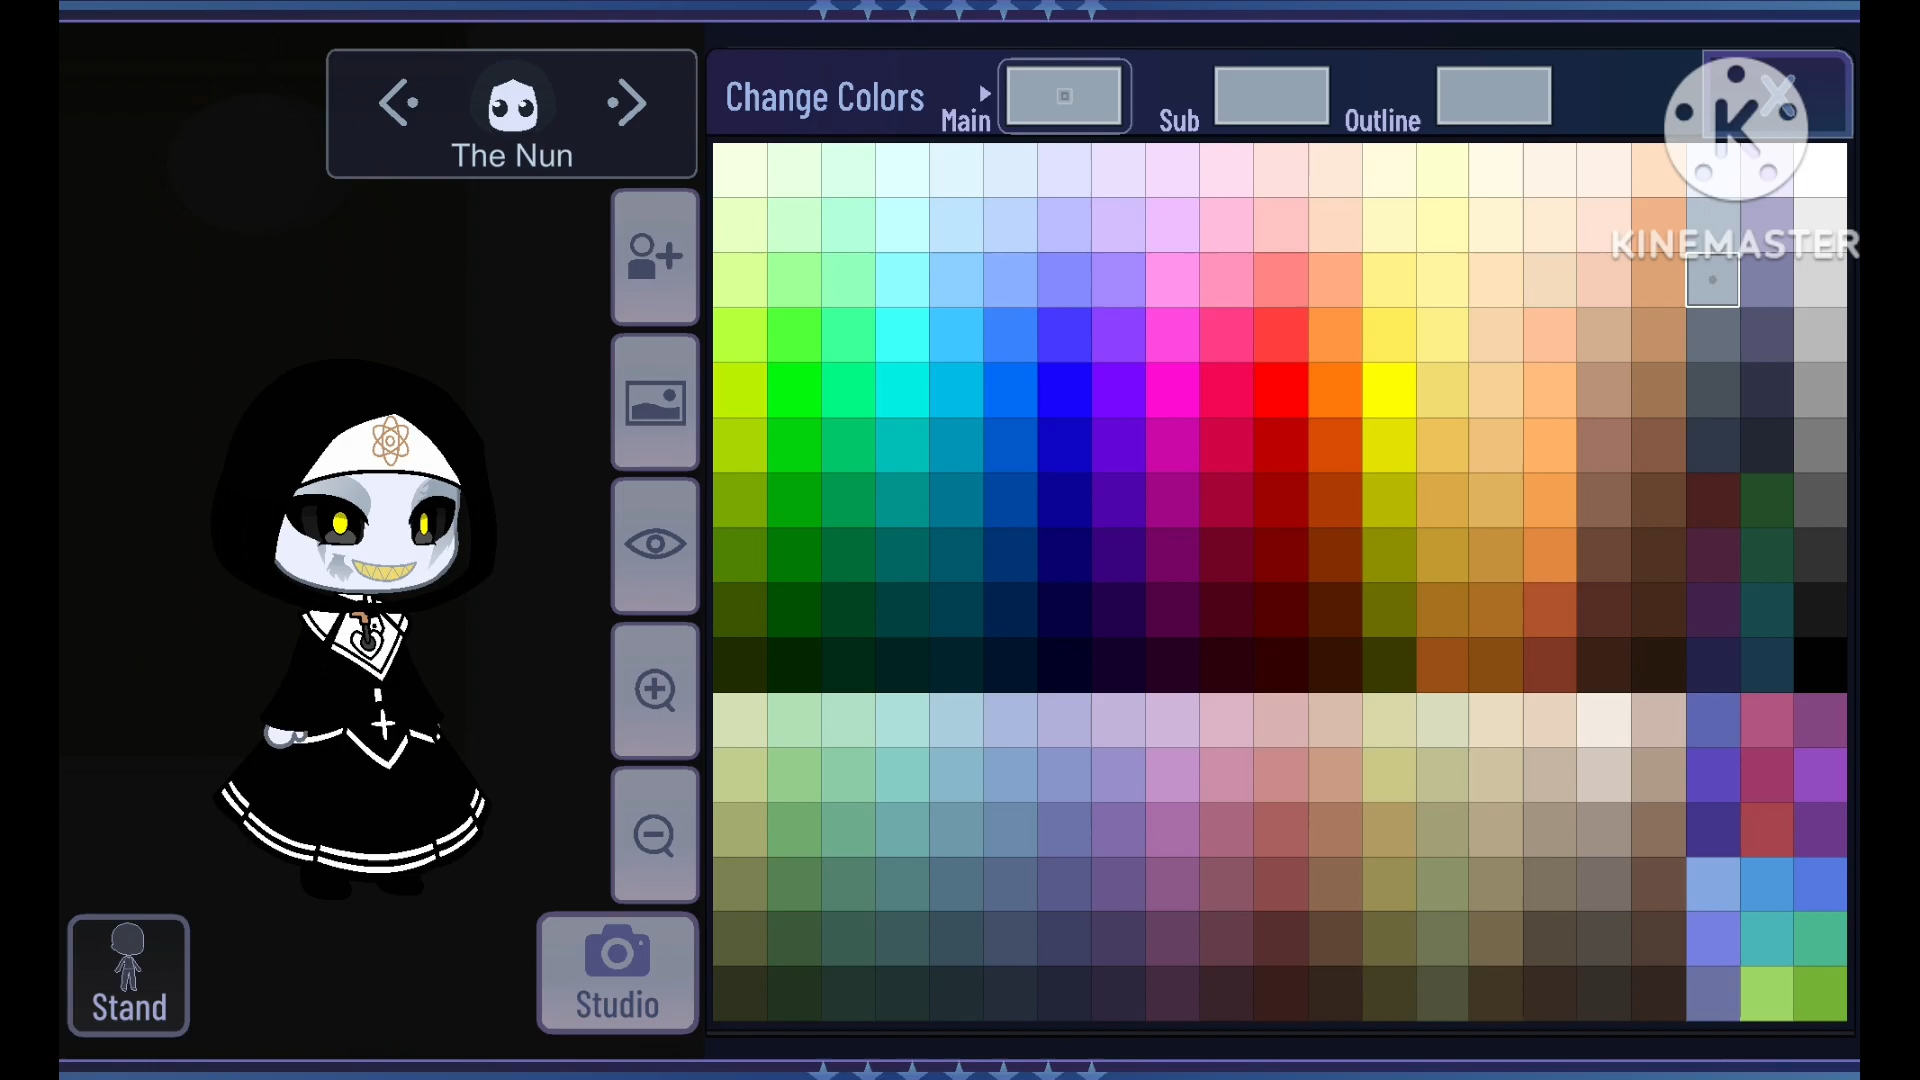 The Nun
Change Colors
Main
Sub
Outline
K
KINEMASTER
Stand
Studio